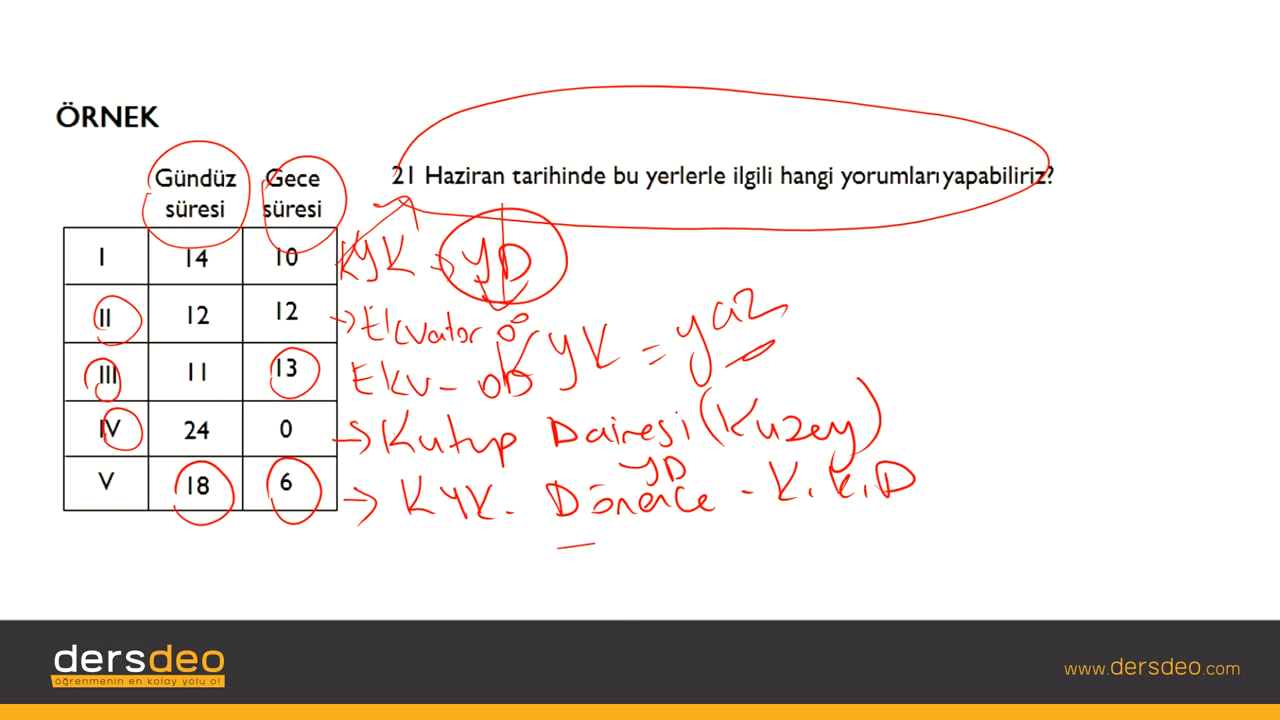 ÖRNEK
Gündüz süresi Gece süresi
21 Haziran tarihinde bu yerlerle ilgili hangi yorumları yapabiliriz?
I 14 10 KYK → YD
II 12 12 → Ekvator 0°
KYK = yaz
III 11 13 Ekv - OD
IV 24 0 → Kutup Dairesi (Kuzey)
YD
V 18 6 → KYK - Dönence - K.K.D
dersdeo
öğrenmenin en kolay yolu o!
www.dersdeo.com